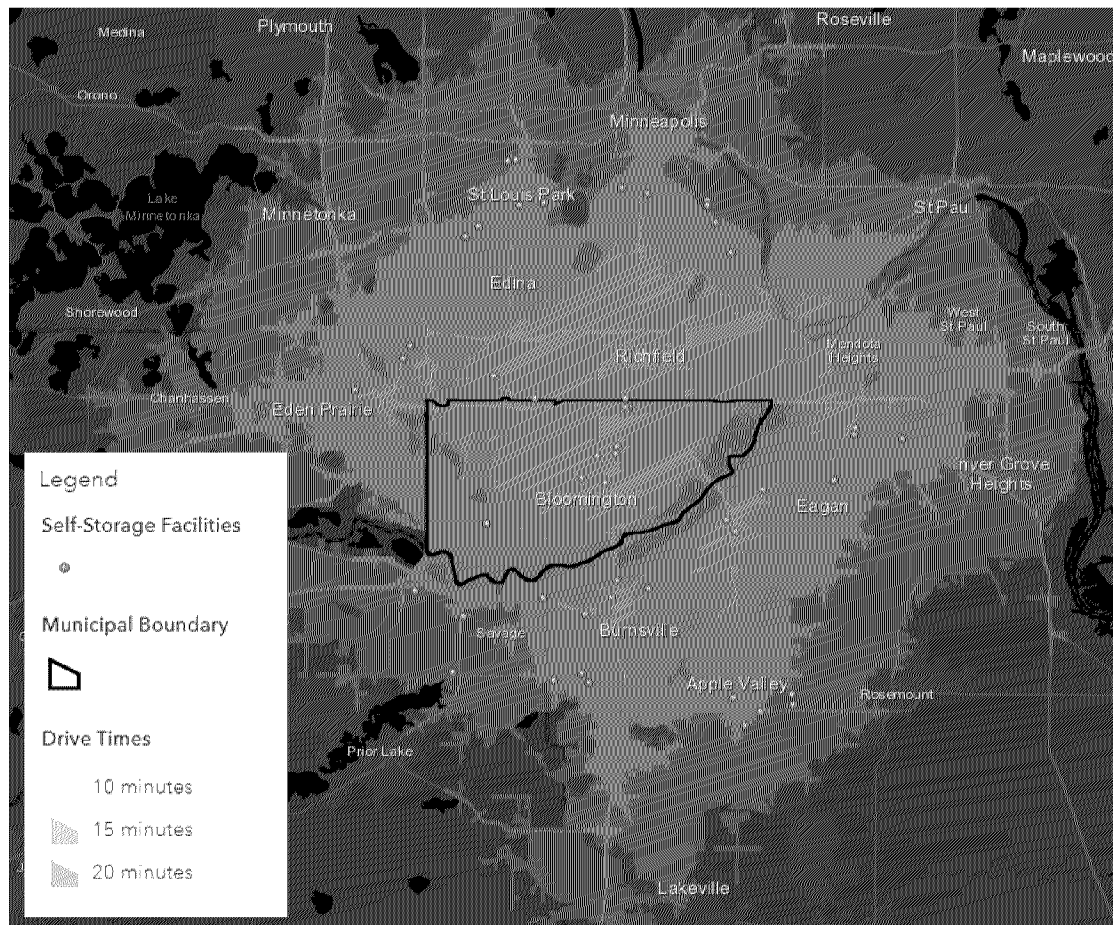 Medina
Plymouth
Roseville
Maplewood
Orono
Minneapolis
Lake
Minnetonka
Minnetonka
St Louis Park
St Paul
Edina
Shorewood
West
St Paul
South
St Paul
Richfield
Mendota
Heights
Chanhassen
Eden Prairie
Inver Grove
Heights
Bloomington
Eagan
Legend
Self-Storage Facilities
Municipal Boundary
Drive Times
10 minutes
15 minutes
20 minutes
Savage
Burnsville
Apple Valley
Rosemount
Prior Lake
Lakeville